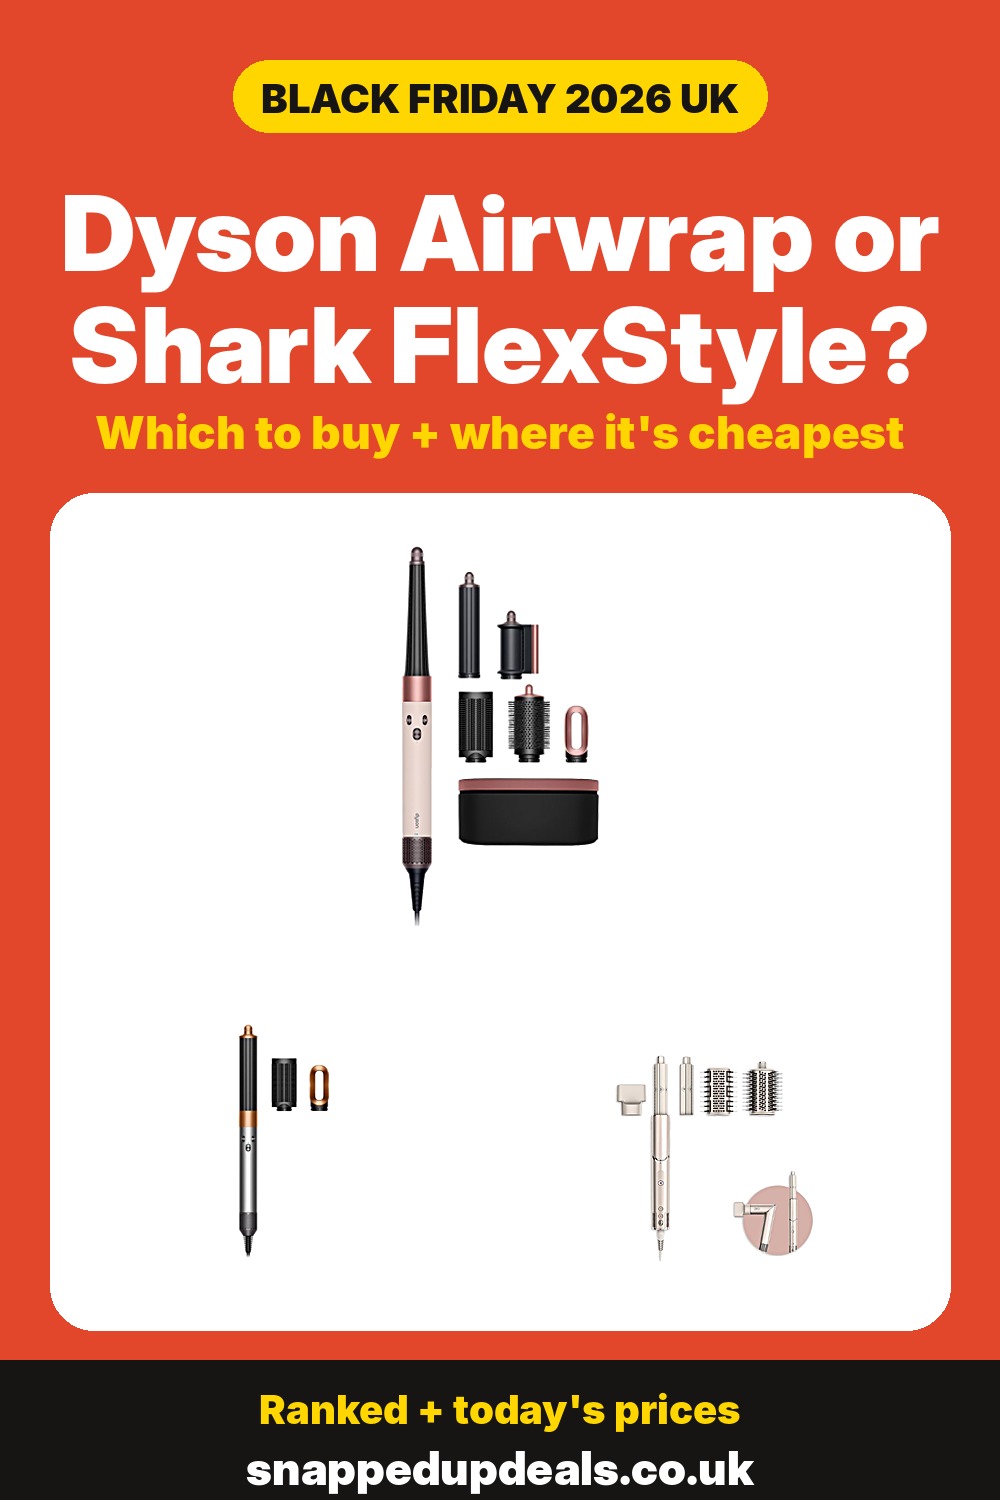 BLACK FRIDAY 2026 UK
Dyson Airwrap or
Shark FlexStyle?
Which to buy + where it's cheapest
dyson
Ranked + today's prices
snappedupdeals.co.uk